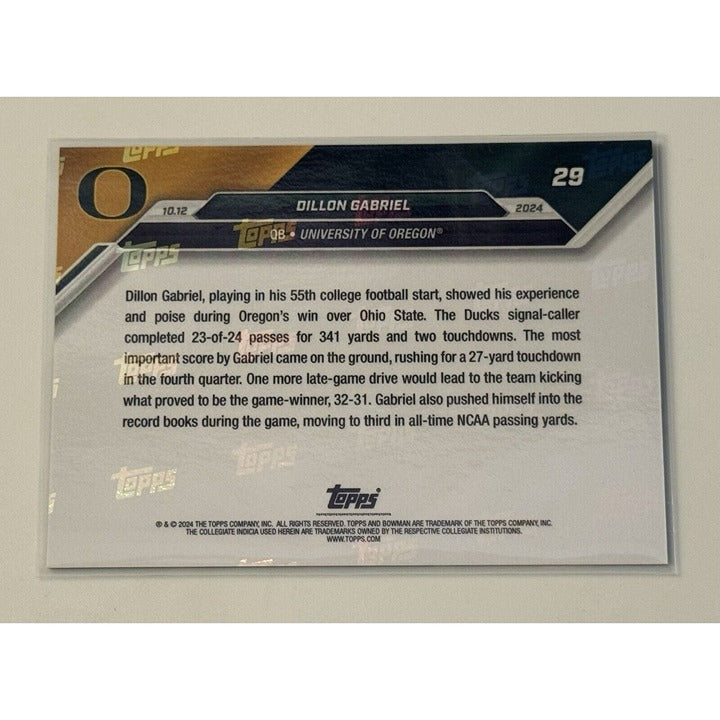 O
29
DILLON GABRIEL
10.12
2024
QB • UNIVERSITY OF OREGON®
Dillon Gabriel, playing in his 55th college football start, showed his experience
and poise during Oregon's win over Ohio State. The Ducks signal-caller
completed 23-of-24 passes for 341 yards and two touchdowns. The most
important score by Gabriel came on the ground, rushing for a 27-yard touchdown
in the fourth quarter. One more late-game drive would lead to the team kicking
what proved to be the game-winner, 32-31. Gabriel also pushed himself into the
record books during the game, moving to third in all-time NCAA passing yards.
Topps®
® & © 2024 THE TOPPS COMPANY, INC. ALL RIGHTS RESERVED. TOPPS AND BOWMAN ARE TRADEMARK OF THE TOPPS COMPANY, INC.
THE COLLEGIATE INDICIA USED HEREIN ARE TRADEMARKS OWNED BY THE RESPECTIVE COLLEGIATE INSTITUTIONS.
WWW.TOPPS.COM